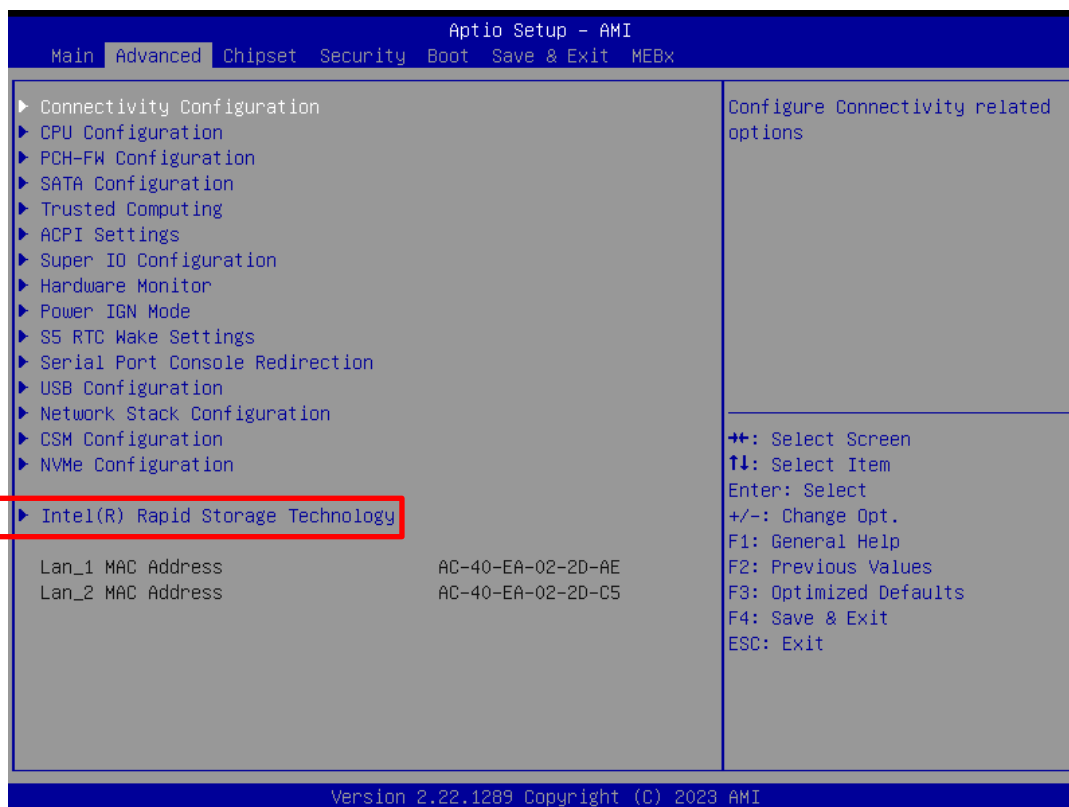 Aptio Setup – AMI
Main Advanced Chipset Security Boot Save & Exit MEBx
▶ Connectivity Configuration
▶ CPU Configuration
▶ PCH-FW Configuration
▶ SATA Configuration
▶ Trusted Computing
▶ ACPI Settings
▶ Super IO Configuration
▶ Hardware Monitor
▶ Power IGN Mode
▶ S5 RTC Wake Settings
▶ Serial Port Console Redirection
▶ USB Configuration
▶ Network Stack Configuration
▶ CSM Configuration
▶ NVMe Configuration
▶ Intel(R) Rapid Storage Technology
Lan_1 MAC Address AC-40-EA-02-2D-AE
Lan_2 MAC Address AC-40-EA-02-2D-C5
Configure Connectivity related
options
→←: Select Screen
↑↓: Select Item
Enter: Select
+/-: Change Opt.
F1: General Help
F2: Previous Values
F3: Optimized Defaults
F4: Save & Exit
ESC: Exit
Version 2.22.1289 Copyright (C) 2023 AMI